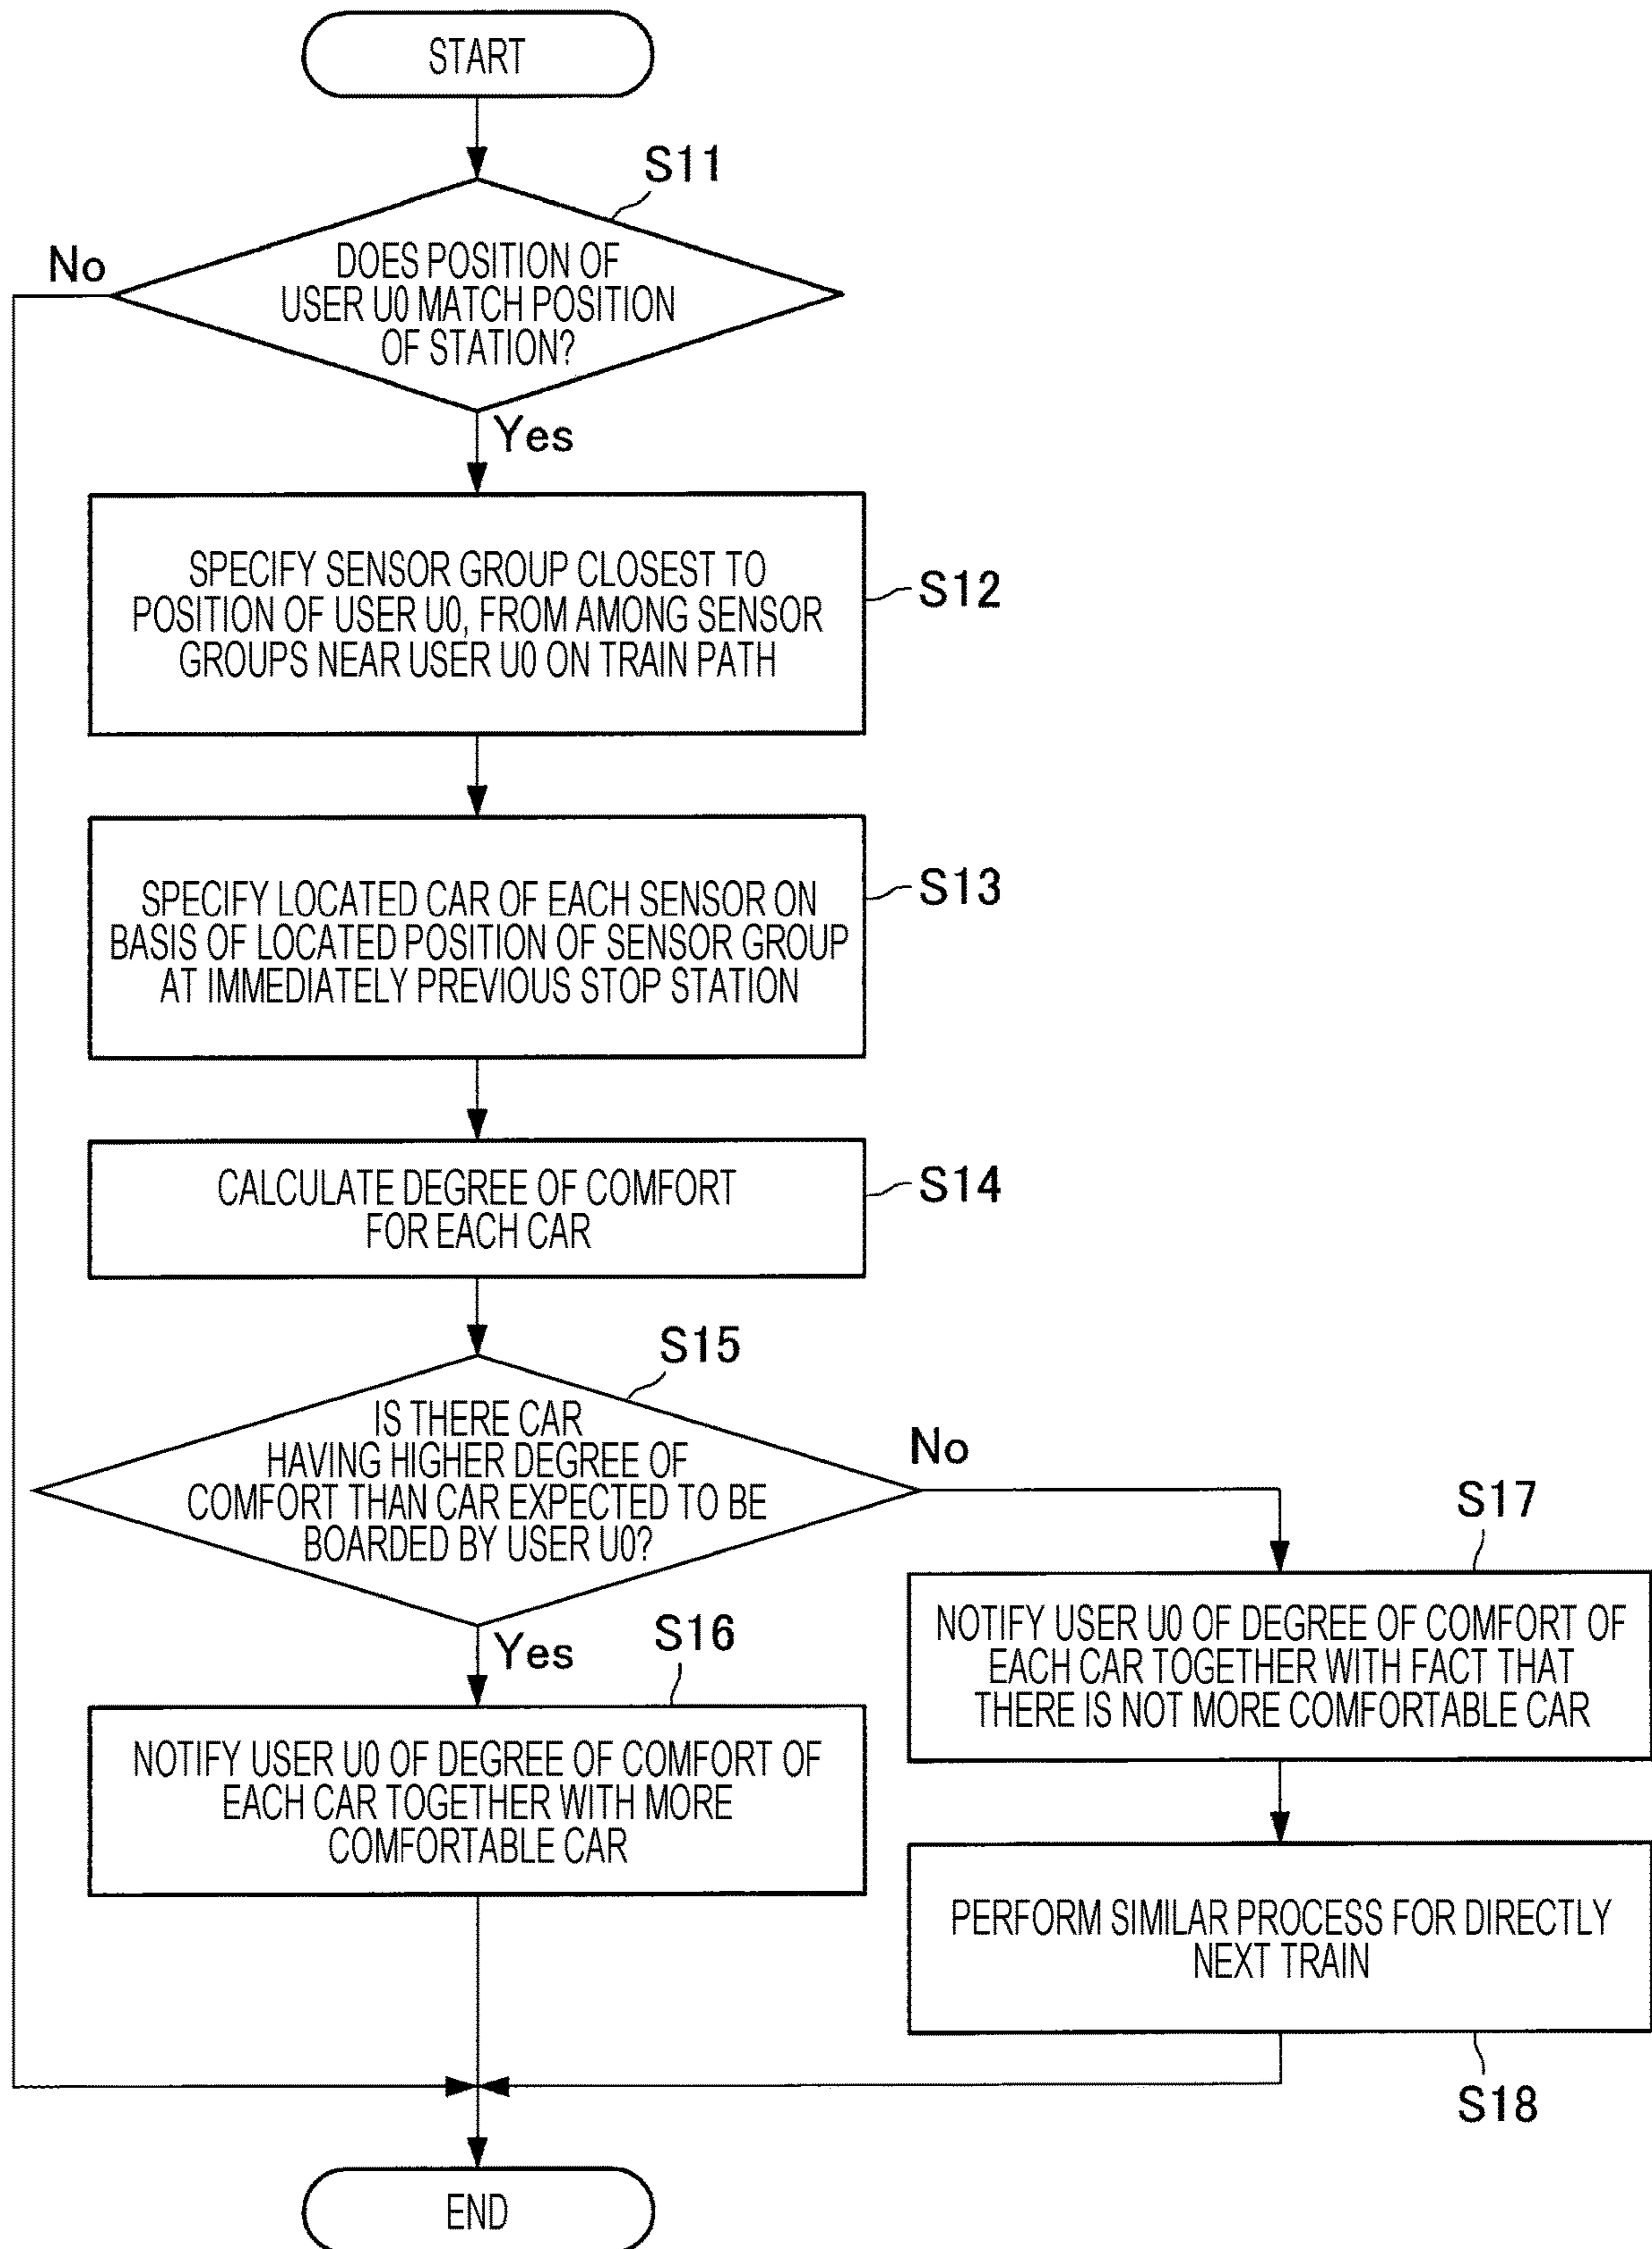 START
S11
No
DOES POSITION OF
USER U0 MATCH POSITION
OF STATION?
Yes
SPECIFY SENSOR GROUP CLOSEST TO
POSITION OF USER U0, FROM AMONG SENSOR
GROUPS NEAR USER U0 ON TRAIN PATH
S12
SPECIFY LOCATED CAR OF EACH SENSOR ON
BASIS OF LOCATED POSITION OF SENSOR GROUP
AT IMMEDIATELY PREVIOUS STOP STATION
S13
CALCULATE DEGREE OF COMFORT
FOR EACH CAR
S14
S15
IS THERE CAR
HAVING HIGHER DEGREE OF
COMFORT THAN CAR EXPECTED TO BE
BOARDED BY USER U0?
No
Yes
S16
NOTIFY USER U0 OF DEGREE OF COMFORT OF
EACH CAR TOGETHER WITH MORE
COMFORTABLE CAR
S17
NOTIFY USER U0 OF DEGREE OF COMFORT OF
EACH CAR TOGETHER WITH FACT THAT
THERE IS NOT MORE COMFORTABLE CAR
PERFORM SIMILAR PROCESS FOR DIRECTLY
NEXT TRAIN
S18
END